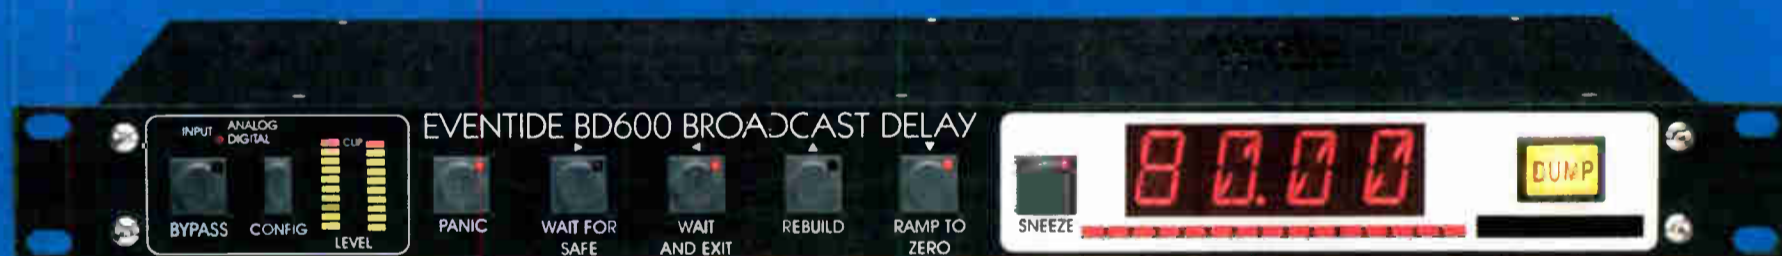 EVENTIDE BD600 BROADCAST DELAY
INPUT
ANALOG
DIGITAL
CLIP
BYPASS
CONFIG
LEVEL
PANIC
WAIT FOR
SAFE
WAIT
AND EXIT
REBUILD
RAMP TO
ZERO
SNEEZE
80.00
DUMP